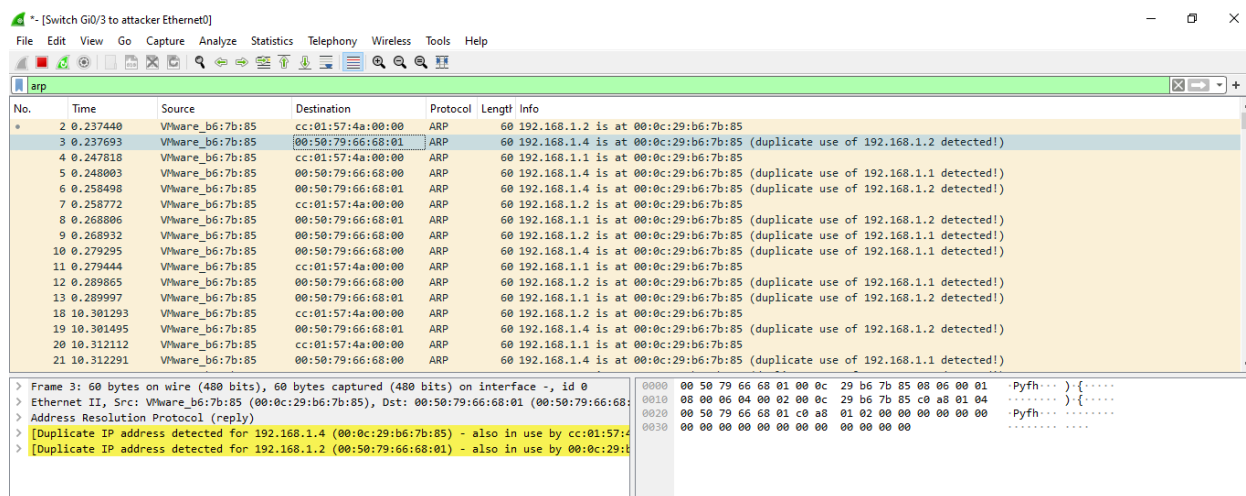 *- [Switch Gi0/3 to attacker Ethernet0]
File Edit View Go Capture Analyze Statistics Telephony Wireless Tools Help
arp
No. Time Source Destination Protocol Length Info
2 0.237440 VMware_b6:7b:85 cc:01:57:4a:00:00 ARP 60 192.168.1.2 is at 00:0c:29:b6:7b:85
3 0.237693 VMware_b6:7b:85 00:50:79:66:68:01 ARP 60 192.168.1.4 is at 00:0c:29:b6:7b:85 (duplicate use of 192.168.1.2 detected!)
4 0.247818 VMware_b6:7b:85 cc:01:57:4a:00:00 ARP 60 192.168.1.1 is at 00:0c:29:b6:7b:85
5 0.248003 VMware_b6:7b:85 00:50:79:66:68:00 ARP 60 192.168.1.4 is at 00:0c:29:b6:7b:85 (duplicate use of 192.168.1.1 detected!)
6 0.258498 VMware_b6:7b:85 00:50:79:66:68:01 ARP 60 192.168.1.4 is at 00:0c:29:b6:7b:85 (duplicate use of 192.168.1.2 detected!)
7 0.258772 VMware_b6:7b:85 cc:01:57:4a:00:00 ARP 60 192.168.1.2 is at 00:0c:29:b6:7b:85
8 0.268806 VMware_b6:7b:85 00:50:79:66:68:01 ARP 60 192.168.1.1 is at 00:0c:29:b6:7b:85 (duplicate use of 192.168.1.2 detected!)
9 0.268932 VMware_b6:7b:85 00:50:79:66:68:00 ARP 60 192.168.1.2 is at 00:0c:29:b6:7b:85 (duplicate use of 192.168.1.1 detected!)
10 0.279295 VMware_b6:7b:85 00:50:79:66:68:00 ARP 60 192.168.1.4 is at 00:0c:29:b6:7b:85 (duplicate use of 192.168.1.1 detected!)
11 0.279444 VMware_b6:7b:85 cc:01:57:4a:00:00 ARP 60 192.168.1.1 is at 00:0c:29:b6:7b:85
12 0.289865 VMware_b6:7b:85 00:50:79:66:68:00 ARP 60 192.168.1.2 is at 00:0c:29:b6:7b:85 (duplicate use of 192.168.1.1 detected!)
13 0.289997 VMware_b6:7b:85 00:50:79:66:68:01 ARP 60 192.168.1.1 is at 00:0c:29:b6:7b:85 (duplicate use of 192.168.1.2 detected!)
18 10.301293 VMware_b6:7b:85 cc:01:57:4a:00:00 ARP 60 192.168.1.2 is at 00:0c:29:b6:7b:85
19 10.301495 VMware_b6:7b:85 00:50:79:66:68:01 ARP 60 192.168.1.4 is at 00:0c:29:b6:7b:85 (duplicate use of 192.168.1.2 detected!)
20 10.312112 VMware_b6:7b:85 cc:01:57:4a:00:00 ARP 60 192.168.1.1 is at 00:0c:29:b6:7b:85
21 10.312291 VMware_b6:7b:85 00:50:79:66:68:00 ARP 60 192.168.1.4 is at 00:0c:29:b6:7b:85 (duplicate use of 192.168.1.1 detected!)
> Frame 3: 60 bytes on wire (480 bits), 60 bytes captured (480 bits) on interface -, id 0
> Ethernet II, Src: VMware_b6:7b:85 (00:0c:29:b6:7b:85), Dst: 00:50:79:66:68:01 (00:50:79:66:68:
> Address Resolution Protocol (reply)
> [Duplicate IP address detected for 192.168.1.4 (00:0c:29:b6:7b:85) - also in use by cc:01:57:4
> [Duplicate IP address detected for 192.168.1.2 (00:50:79:66:68:01) - also in use by 00:0c:29:b
0000 00 50 79 66 68 01 00 0c 29 b6 7b 85 08 06 00 01 ·Pyfh··· )·{·····
0010 08 00 06 04 00 02 00 0c 29 b6 7b 85 c0 a8 01 04 ········ )·{·····
0020 00 50 79 66 68 01 c0 a8 01 02 00 00 00 00 00 00 ·Pyfh··· ········
0030 00 00 00 00 00 00 00 00 00 00 00 00 ········ ····